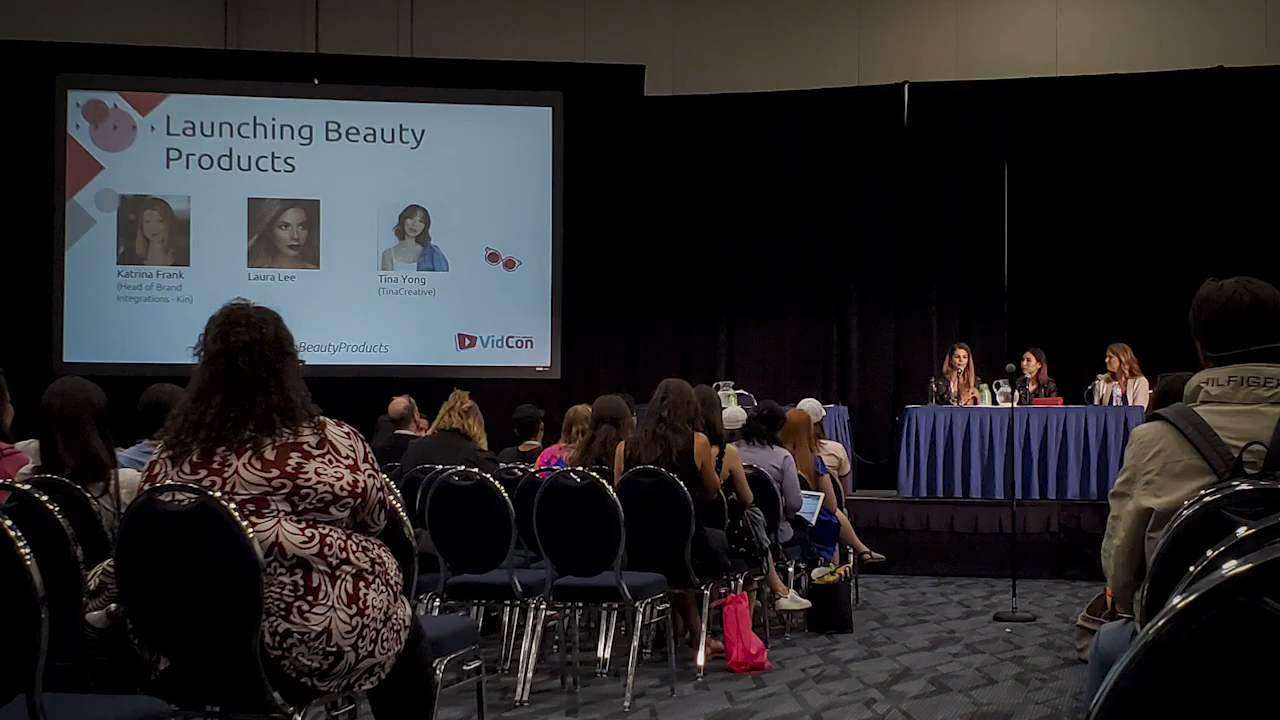 Launching Beauty
Products
Katrina Frank
(Head of Brand
Integrations - Kin)
Laura Lee
Tina Yong
(TinaCreative)
BeautyProducts
VidCon
HILFIGER